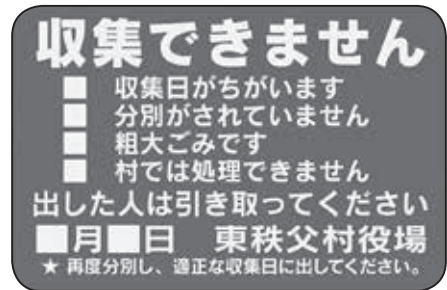 収集できません
■ 収集日がちがいます
■ 分別がされていません
■ 粗大ごみです
■ 村では処理できません
出した人は引き取ってください
■月■日 東秩父村役場
★ 再度分別し、適正な収集日に出してください。